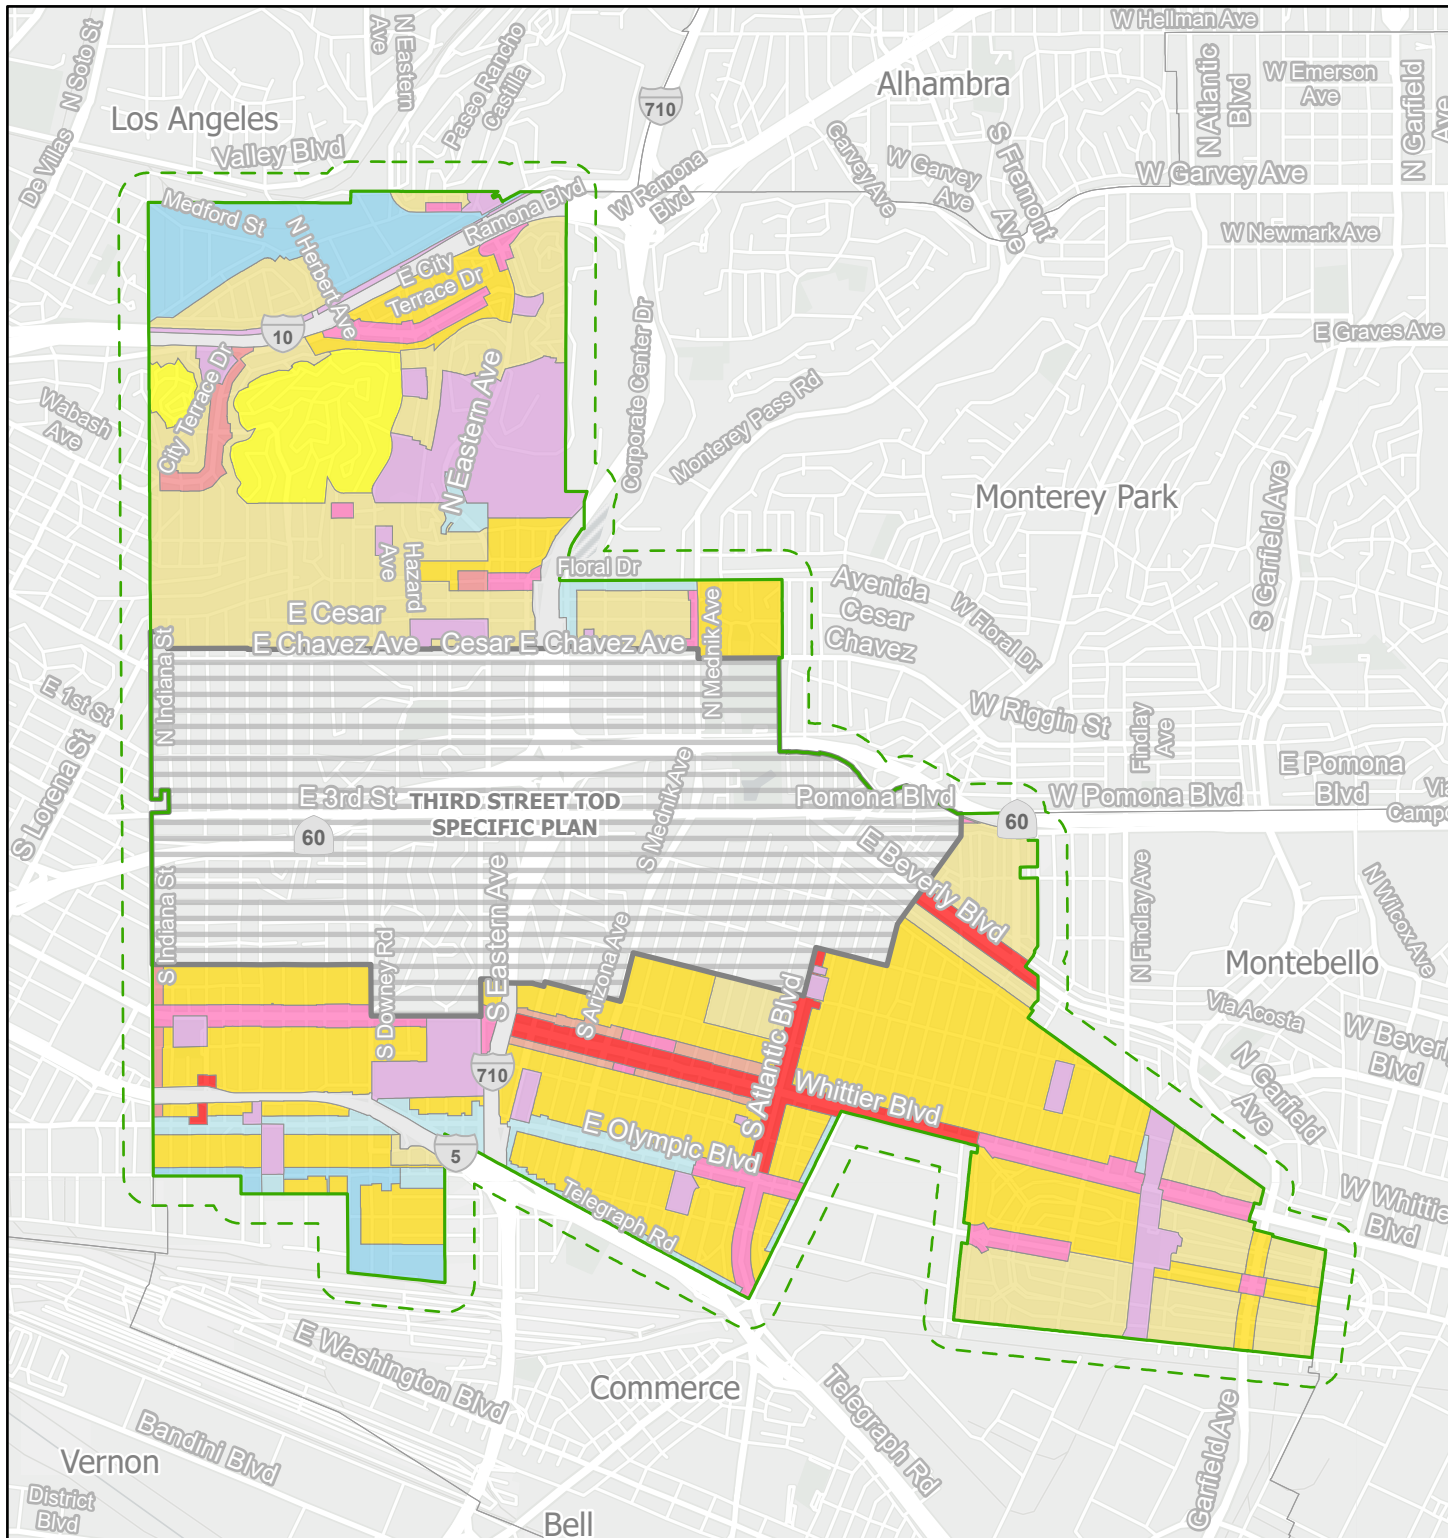 W Hellman Ave
N Soto St
N Eastern
Ave
Paseo Rancho
Castilla
710
Alhambra
N Atlantic
Blvd
W Emerson
Ave
N Garfield
Ave
Los Angeles
Valley Blvd
De Villas
Garvey Ave
W Garvey
Ave
S Fremont
Ave
W Garvey Ave
W Ramona
Blvd
Medford St
Ramona Blvd
N Herbert Ave
E City
Terrace Dr
W Newmark Ave
10
E Graves Ave
City Terrace Dr
Wabash
Ave
N Eastern Ave
Corporate Center Dr
Monterey Pass Rd
Monterey Park
S Garfield Ave
Hazard
Ave
Floral Dr
Avenida
Cesar
Chavez
W Floral Dr
E Cesar
E Chavez Ave
Cesar E Chavez Ave
N Mednik Ave
N Indiana St
E 1st St
W Riggin St
Findlay
Ave
S Lorena St
E Pomona
Blvd
S Mednik Ave
E 3rd St
THIRD STREET TOD
SPECIFIC PLAN
Pomona Blvd
W Pomona Blvd
Via
Campo
60
60
E Beverly Blvd
N Findlay Ave
N Wilcox Ave
S Indiana St
S Eastern Ave
S Downey Rd
S Arizona Ave
S Atlantic Blvd
Montebello
Via Acosta
W Beverly
Blvd
N Garfield
Ave
710
Whittier Blvd
E Olympic Blvd
5
Telegraph Rd
W Whittier
Blvd
E Washington Blvd
Commerce
Telegraph Rd
Garfield Ave
Bandini Blvd
Vernon
District
Blvd
Bell